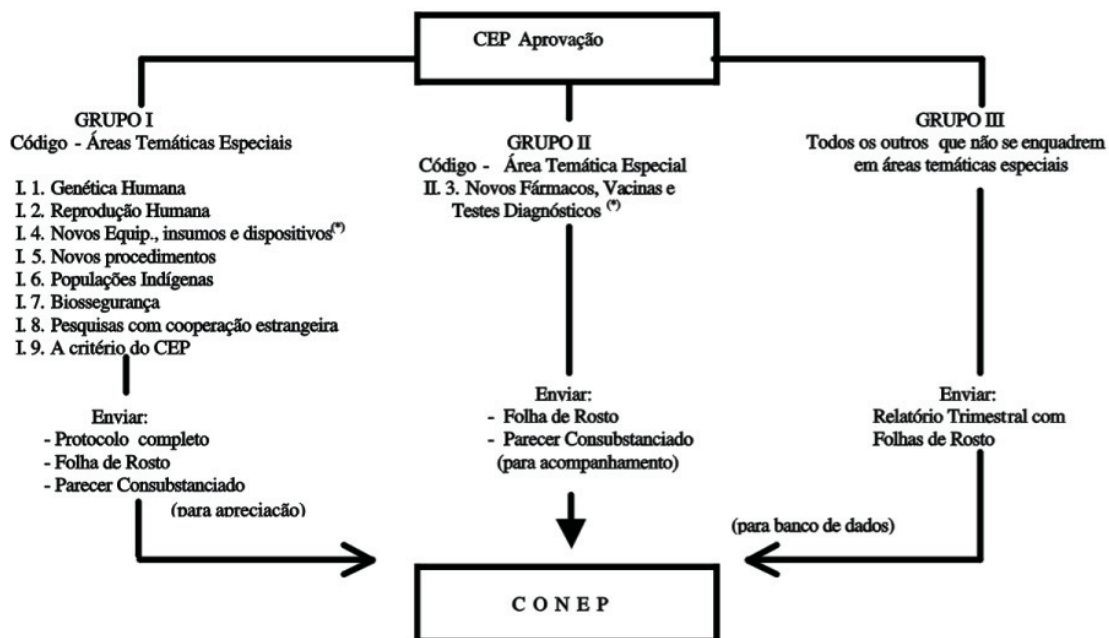 CEP Aprovação
GRUPO I
Código - Áreas Temáticas Especiais
I. 1. Genética Humana
I. 2. Reprodução Humana
I. 4. Novos Equip., insumos e dispositivos(*)
I. 5. Novos procedimentos
I. 6. Populações Indígenas
I. 7. Biossegurança
I. 8. Pesquisas com cooperação estrangeira
I. 9. A critério do CEP
Enviar:
- Protocolo completo
- Folha de Rosto
- Parecer Consubstanciado
(para apreciação)
GRUPO II
Código - Área Temática Especial
II. 3. Novos Fármacos, Vacinas e
Testes Diagnósticos (*)
Enviar:
- Folha de Rosto
- Parecer Consubstanciado
(para acompanhamento)
GRUPO III
Todos os outros que não se enquadrem
em áreas temáticas especiais
Enviar:
Relatório Trimestral com
Folhas de Rosto
(para banco de dados)
C O N E P